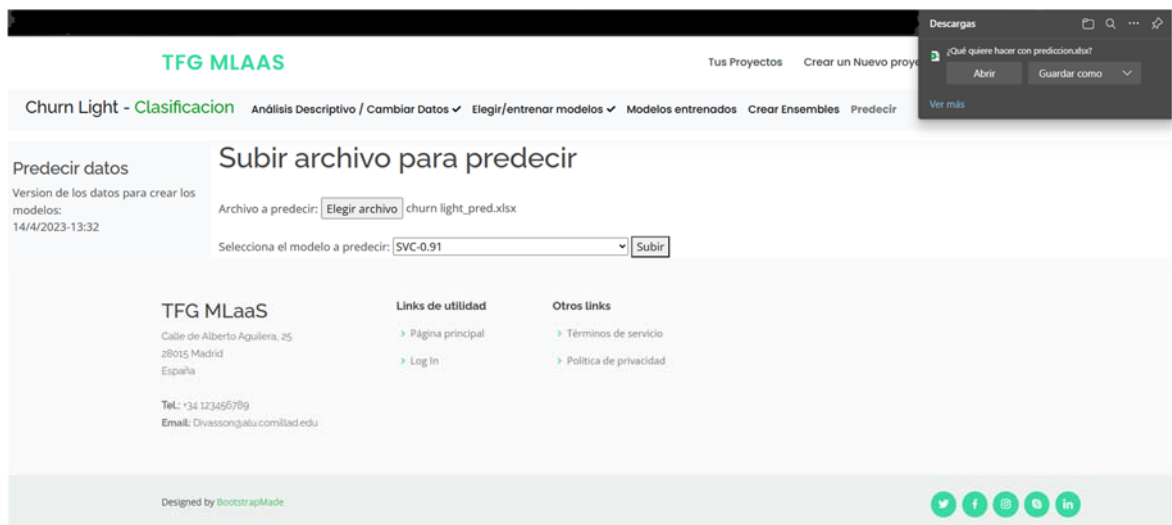 Descargas
¿Qué quiere hacer con prediccion.xlsx?
Abrir
Guardar como
Ver más
TFG MLAAS
Tus Proyectos
Crear un Nuevo proye
Churn Light - Clasificacion
Análisis Descriptivo / Cambiar Datos
Elegir/entrenar modelos
Modelos entrenados
Crear Ensembles
Predecir
Predecir datos
Version de los datos para crear los
modelos:
14/4/2023-13:32
Subir archivo para predecir
Archivo a predecir: Elegir archivo churn light_pred.xlsx
Selecciona el modelo a predecir: SVC-0.91 Subir
TFG MLaaS
Calle de Alberto Aguilera, 25
28015 Madrid
España
Tel.: +34 123456789
Email: Divasson@alu.comillad.edu
Links de utilidad
Página principal
Log In
Otros links
Términos de servicio
Política de privacidad
Designed by BootstrapMade